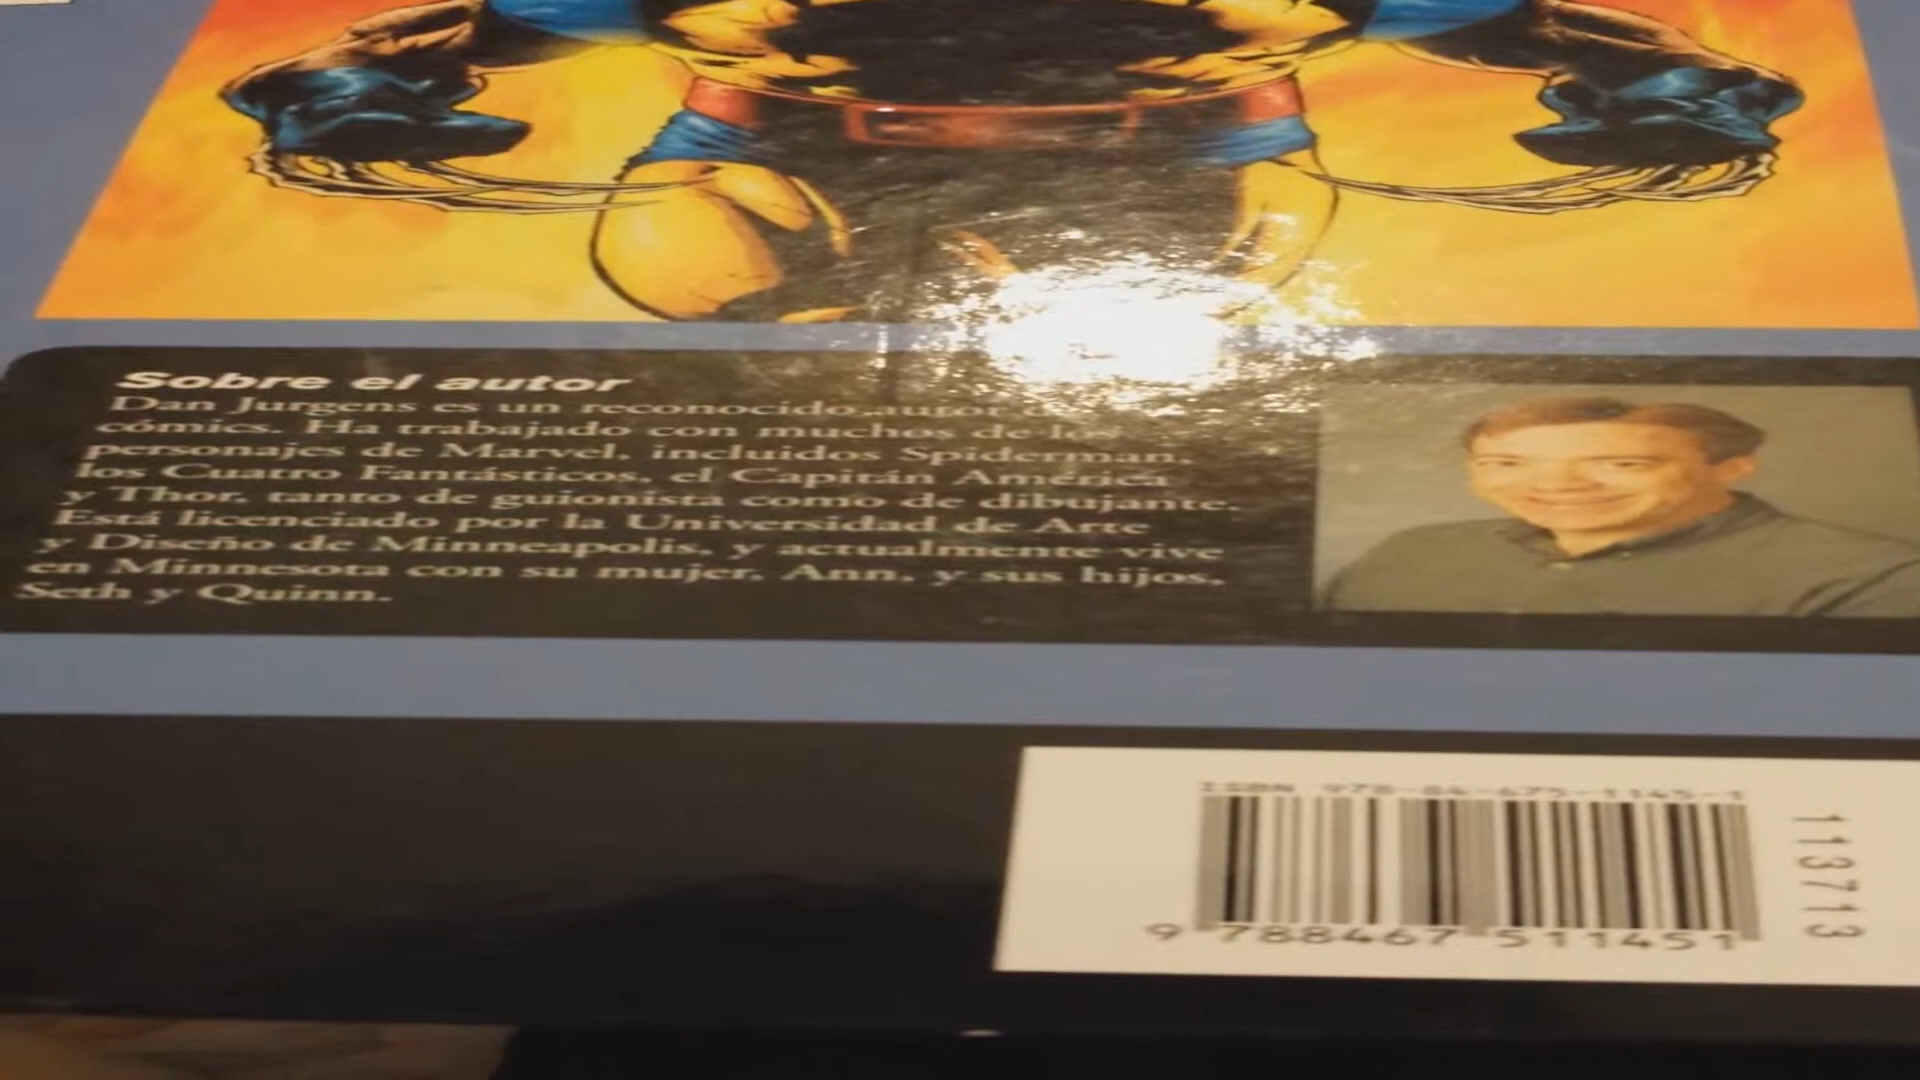 Sobre el autor
Dan Jurgens es un reconocido autor
cómics. Ha trabajado con muchos de los
personajes de Marvel, incluidos Spiderman,
los Cuatro Fantásticos, el Capitán América
y Thor, tanto de guionista como de dibujante.
Está licenciado por la Universidad de Arte
y Diseño de Minneapolis, y actualmente vive
en Minnesota con su mujer, Ann, y sus hijos,
Seth y Quinn.
ISBN 978-84-675-1145-1
9 788467 511451
113713